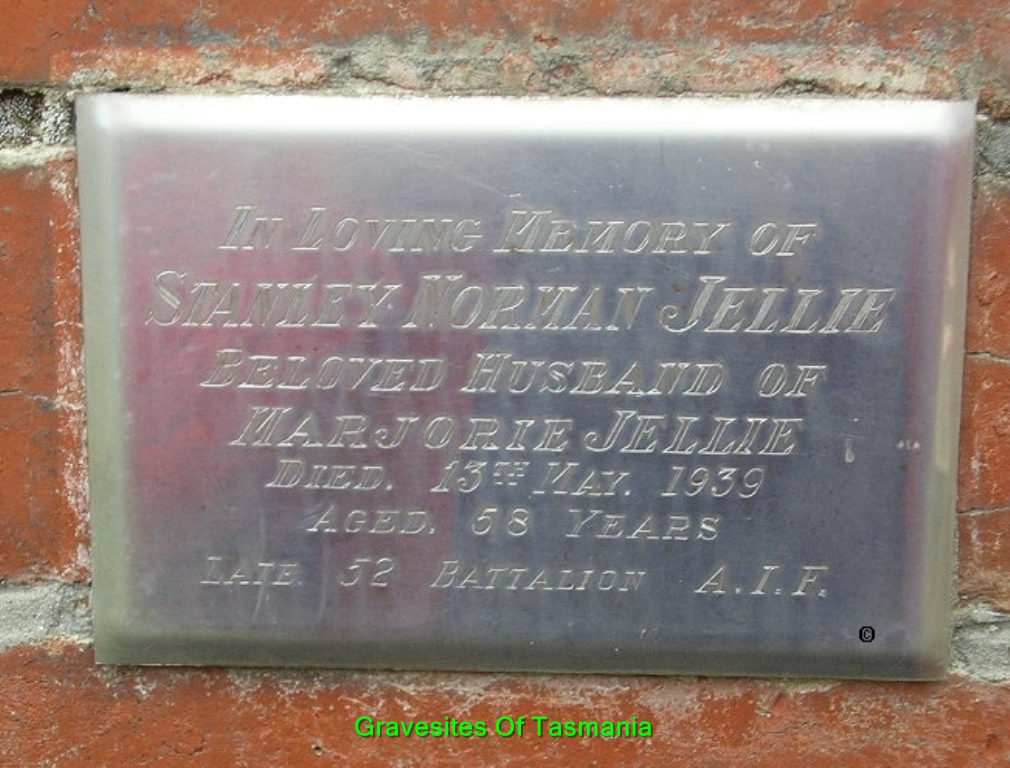 IN LOVING MEMORY OF
STANLEY NORMAN JELLIE
BELOVED HUSBAND OF
MARJORIE JELLIE
DIED. 13TH MAY. 1939
AGED. 58 YEARS
LATE. 52 BATTALION A.I.F.
©
Gravesites Of Tasmania